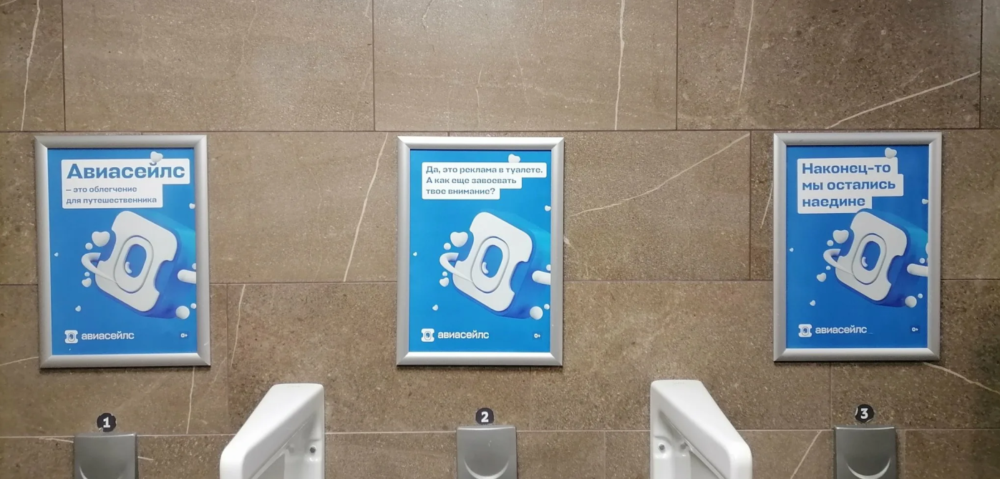 Авиасейлс
– это облегчение
для путешественника
авиасейлс
0+
Да, это реклама в туалете.
А как еще завоевать
твое внимание?
авиасейлс
0+
Наконец-то
мы остались
наедине
авиасейлс
0+
1
2
3